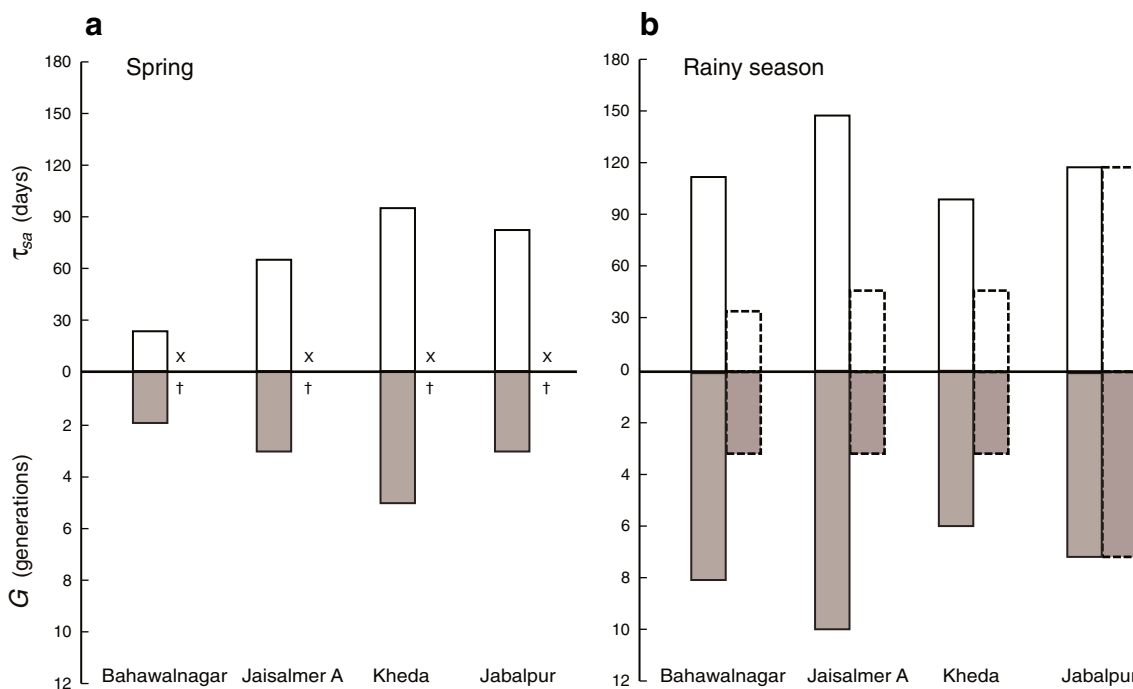 a
Spring
180
150
120
90
60
30
0
2
4
6
8
10
12
τsa (days)
G (generations)
x x x x
† † † †
Bahawalnagar Jaisalmer A Kheda Jabalpur
b
Rainy season
180
150
120
90
60
30
0
2
4
6
8
10
12
Bahawalnagar Jaisalmer A Kheda Jabalpur